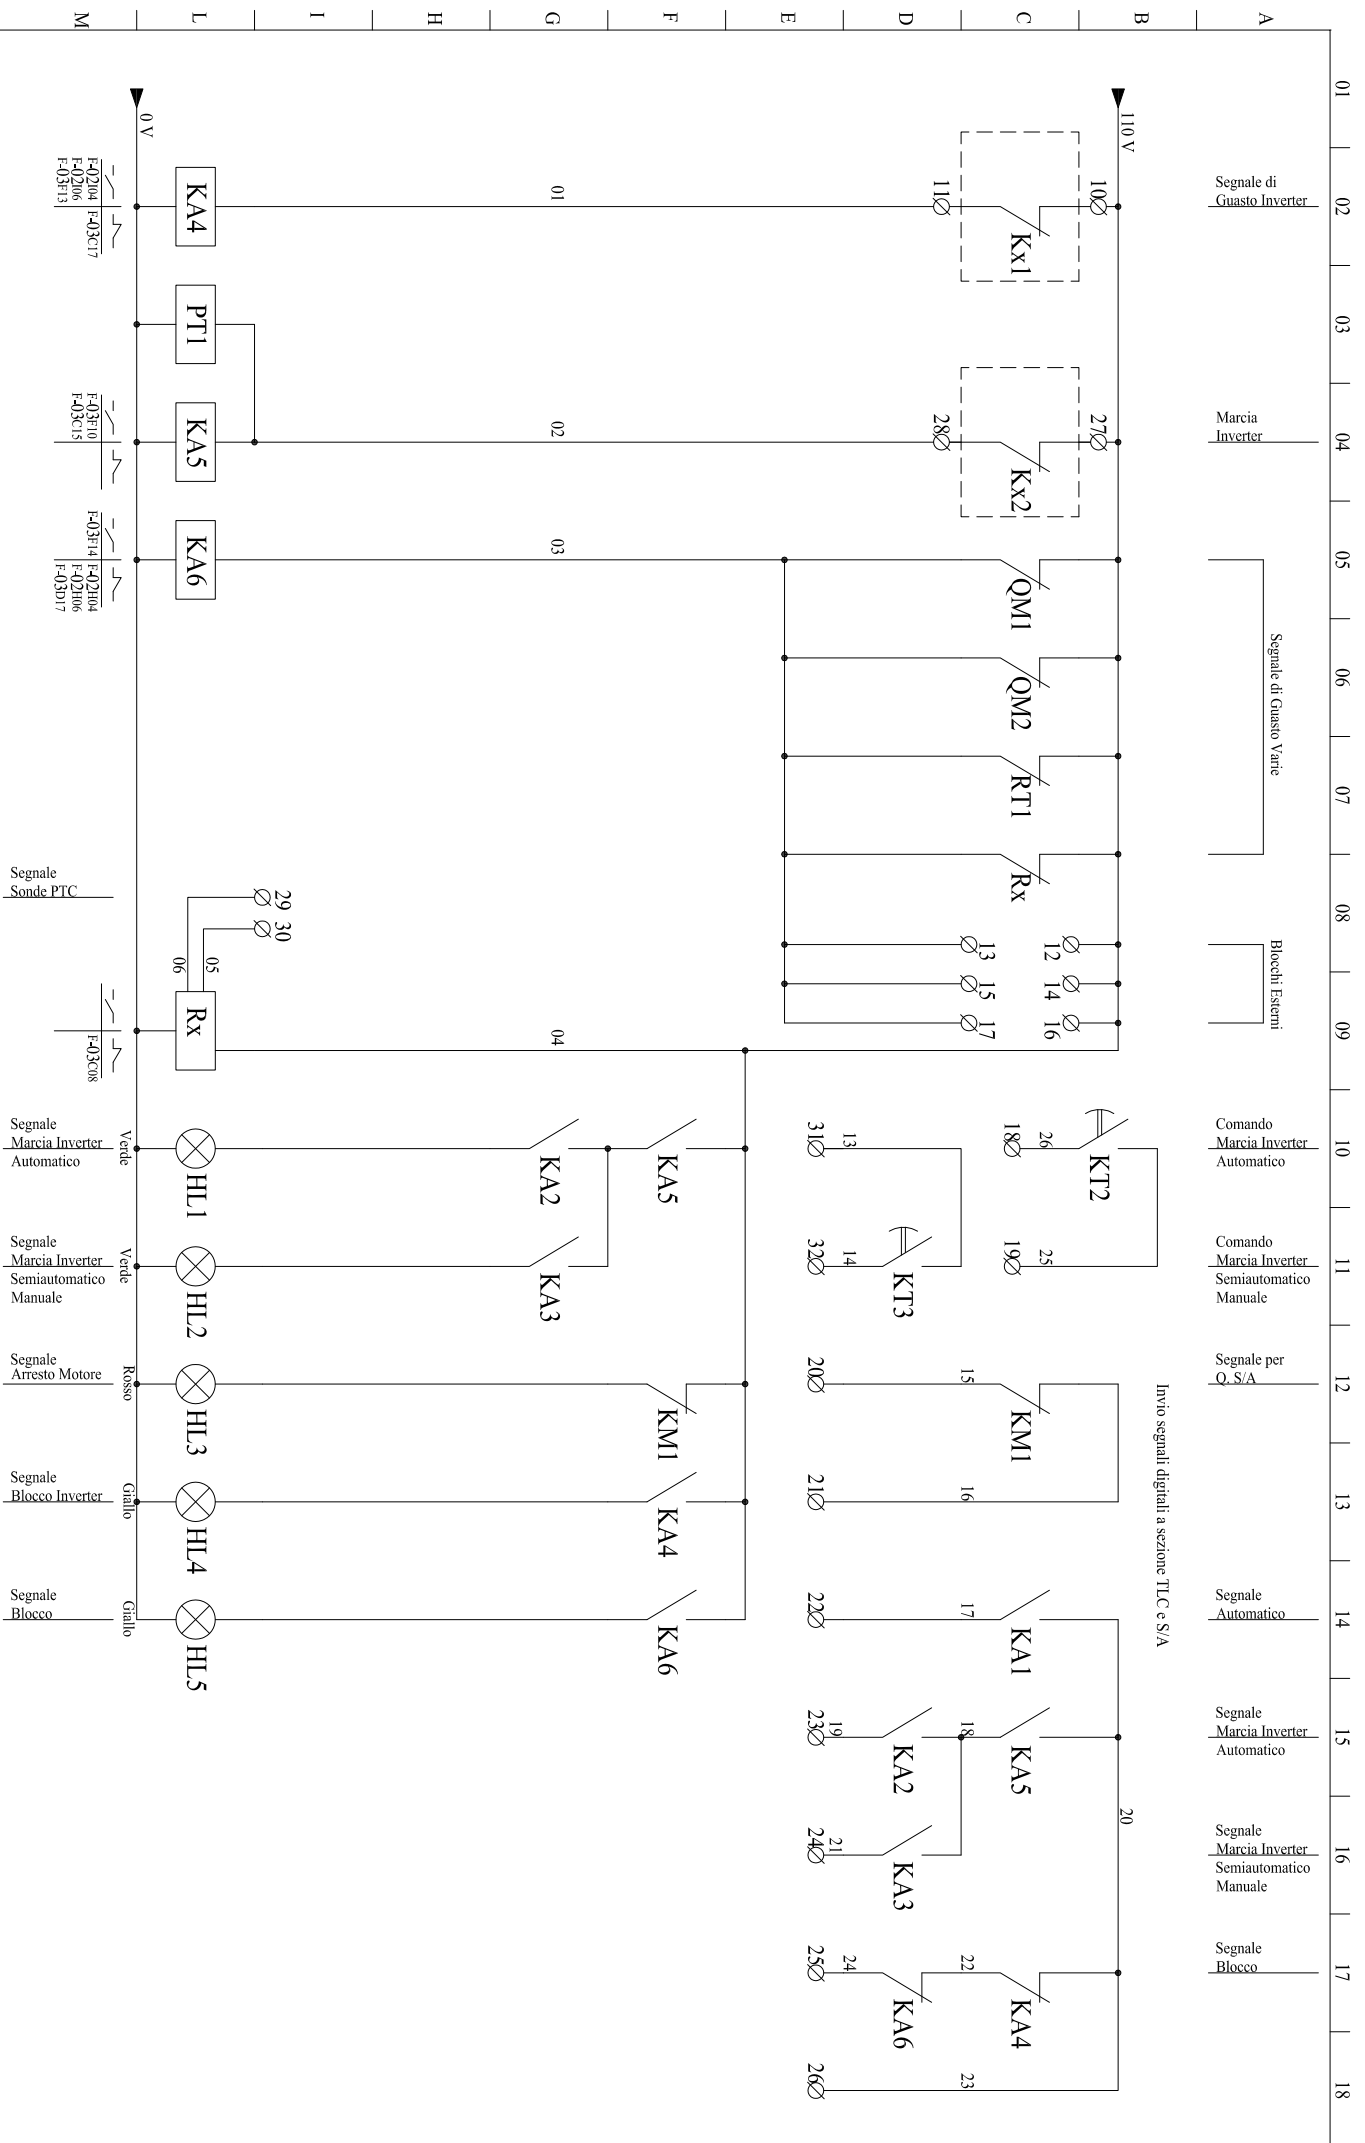 01
02
03
04
05
06
07
08
09
10
11
12
13
14
15
16
17
18
A
B
C
D
E
F
G
H
I
L
M
Segnale di
Guasto Inverter
Marcia
Inverter
Segnale di Guasto Varie
Blocchi Esterni
Comando
Marcia Inverter
Automatico
Comando
Marcia Inverter
Semiautomatico
Manuale
Segnale per
Q. S/A
Invio segnali digitali a sezione TLC e S/A
Segnale
Automatico
Segnale
Marcia Inverter
Automatico
Segnale
Marcia Inverter
Semiautomatico
Manuale
Segnale
Blocco
110 V
10
Kx1
11
27
Kx2
28
QM1
QM2
RT1
Rx
12
14
16
13
15
17
KT2
26
18
25
19
13
31
KT3
14
32
KM1
15
20
16
21
KA1
17
22
KA5
18
KA2
19
23
20
KA3
21
24
KA4
22
KA6
24
25
23
26
01
02
03
04
KA5
KA2
KA3
KM1
KA4
KA6
29
30
05
06
KA4
PT1
KA5
KA6
Rx
HL1
HL2
HL3
HL4
HL5
0 V
Verde
Verde
Rosso
Giallo
Giallo
F-02I04
F-02I06
F-03F13
F-03C17
F-03F10
F-03C15
F-03F14
F-02H04
F-02H06
F-03D17
F-03C08
Segnale
Sonde PTC
Segnale
Marcia Inverter
Automatico
Segnale
Marcia Inverter
Semiautomatico
Manuale
Segnale
Arresto Motore
Segnale
Blocco Inverter
Segnale
Blocco